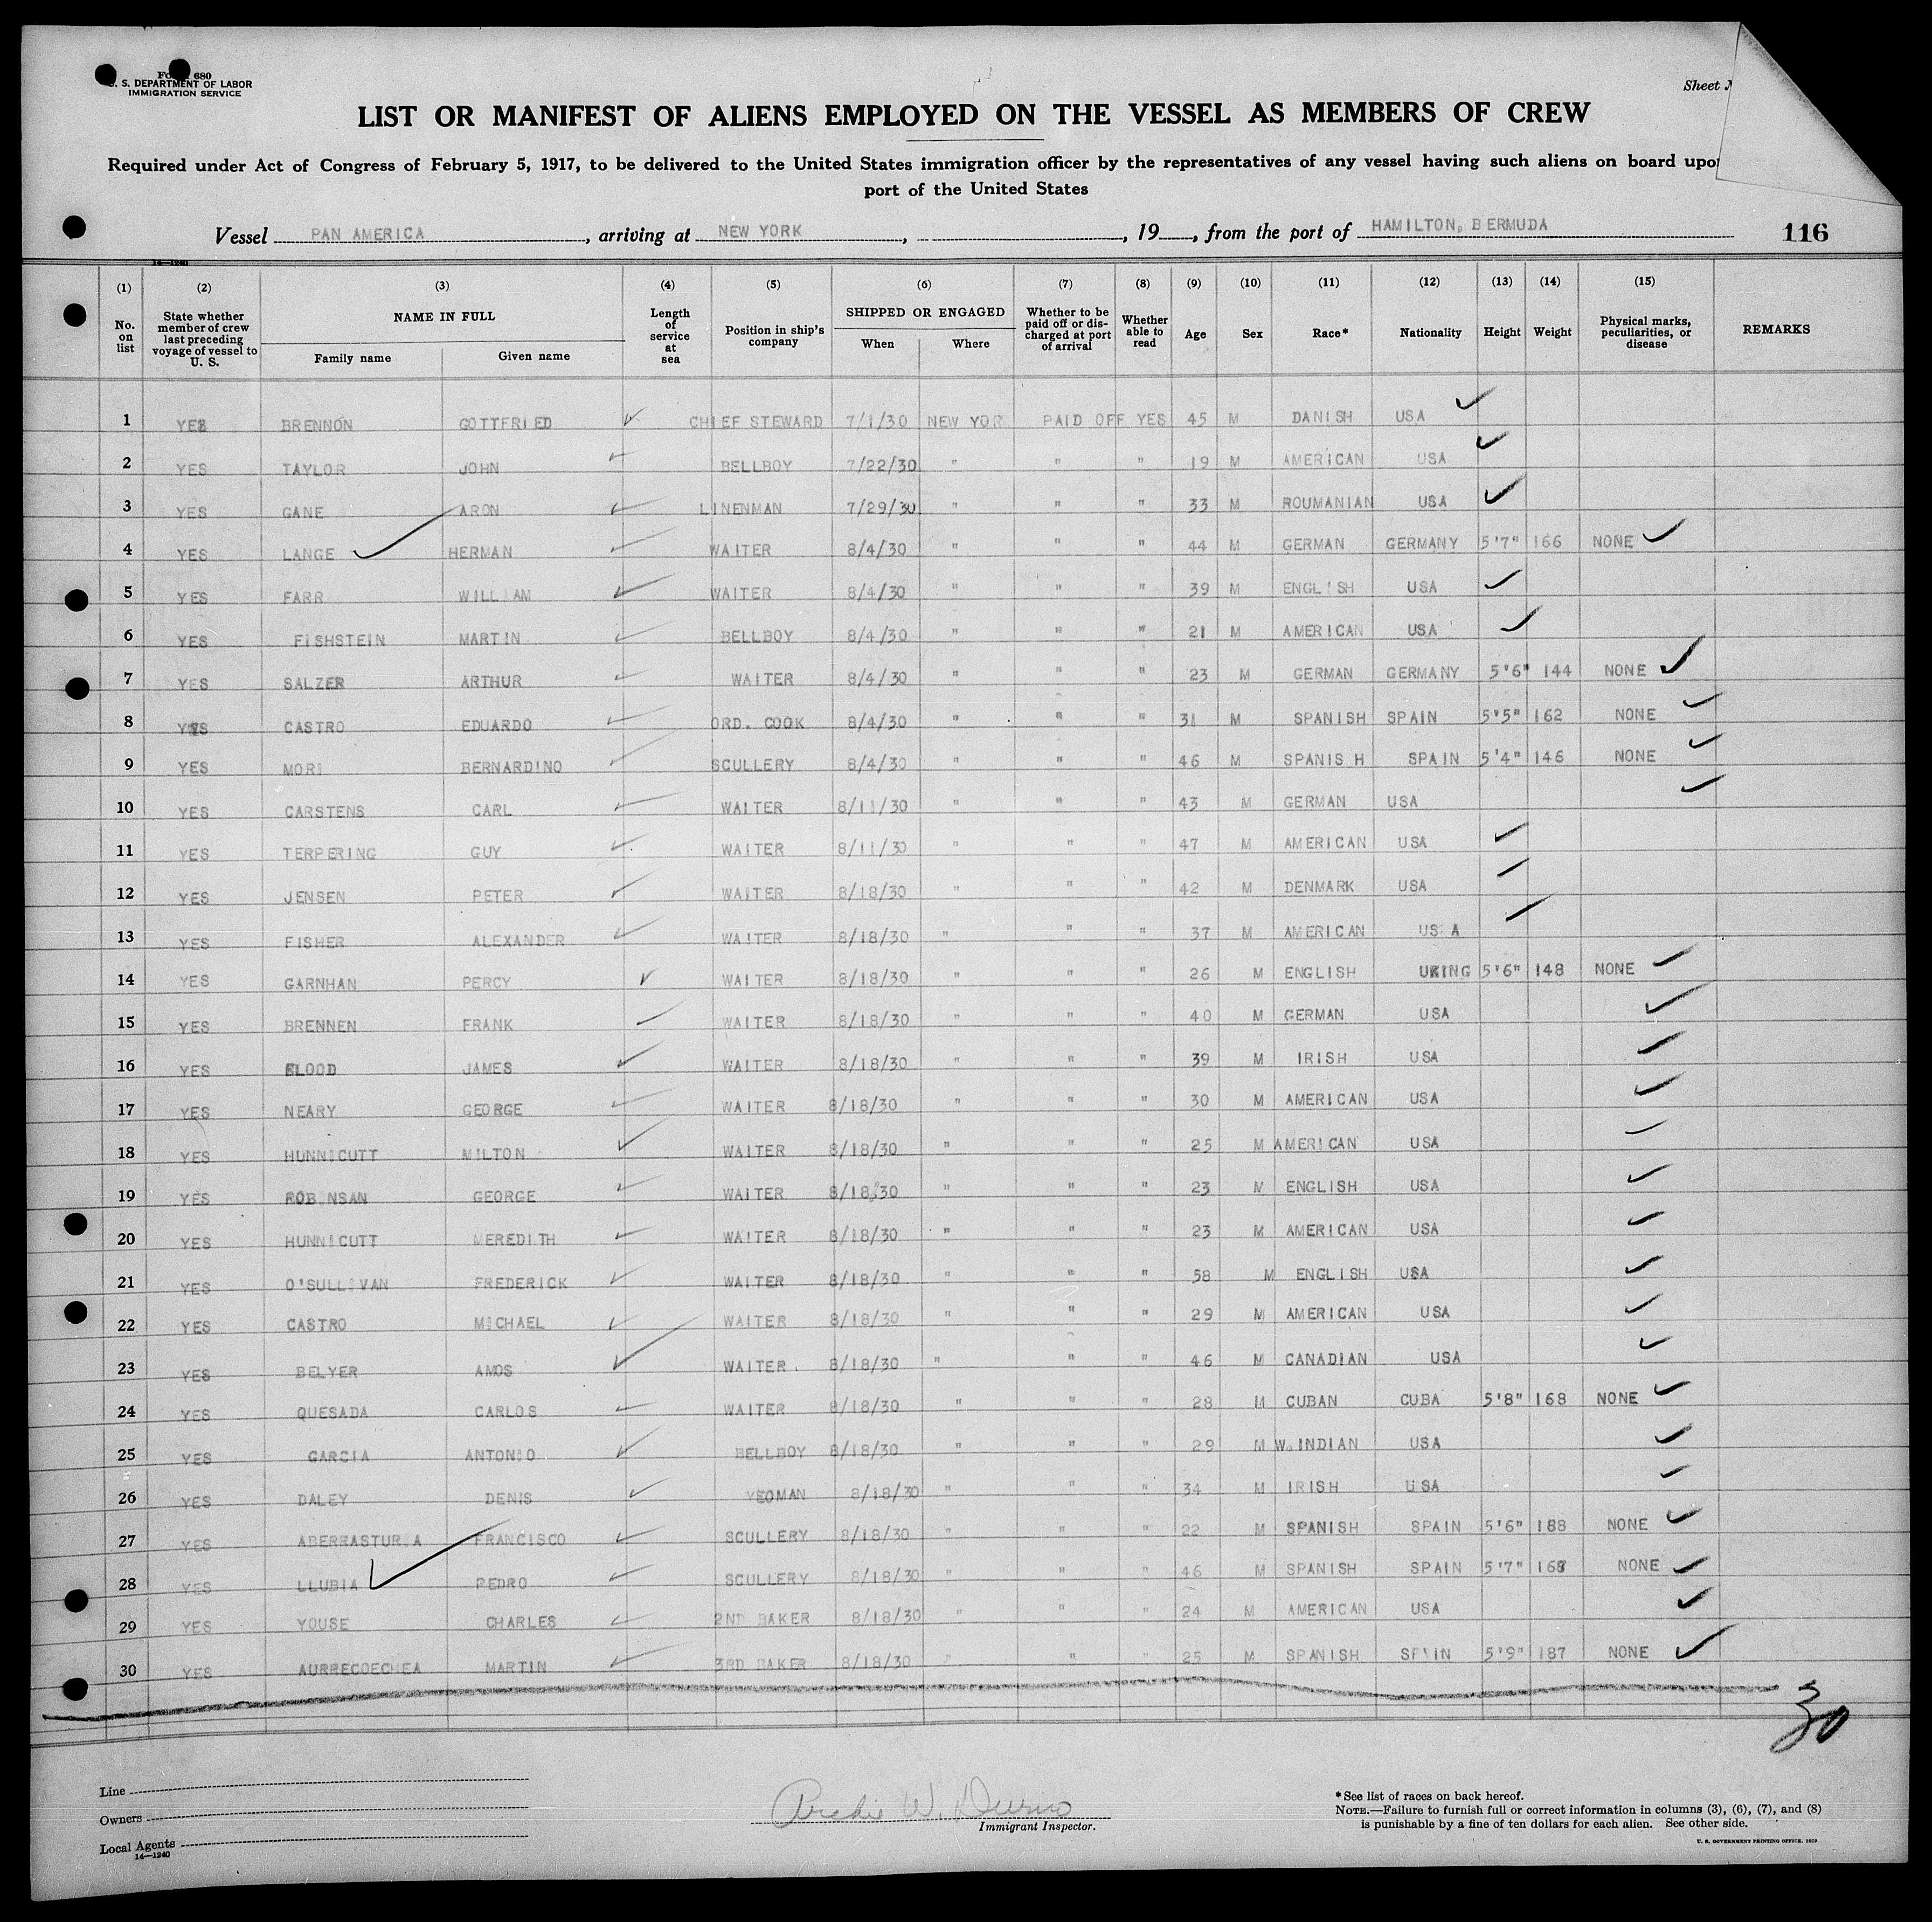 Form 680
U. S. DEPARTMENT OF LABOR
IMMIGRATION SERVICE
Sheet
LIST OR MANIFEST OF ALIENS EMPLOYED ON THE VESSEL AS MEMBERS OF CREW
Required under Act of Congress of February 5, 1917, to be delivered to the United States immigration officer by the representatives of any vessel having such aliens on board upon
port of the United States
Vessel PAN AMERICA, arriving at NEW YORK, , 19 , from the port of HAMILTON, BERMUDA 116
14—1240
(1) (2) (3) (4) (5) (6) (7) (8) (9) (10) (11) (12) (13) (14) (15)
No. on list State whether member of crew last preceding voyage of vessel to U. S. NAME IN FULL Family name Given name Length of service at sea Position in ship's company SHIPPED OR ENGAGED When Where Whether to be paid off or discharged at port of arrival Whether able to read Age Sex Race* Nationality Height Weight Physical marks, peculiarities, or disease REMARKS
1 YES BRENNON GOTTFRIED CHIEF STEWARD 7/1/30 NEW YOR PAID OFF YES 45 M DANISH USA
2 YES TAYLOR JOHN BELLBOY 7/22/30 " " " 19 M AMERICAN USA
3 YES GANE ARON LINENMAN 7/29/30 " " " 33 M ROUMANIAN USA
4 YES LANGE HERMAN WAITER 8/4/30 " " " 44 M GERMAN GERMANY 5'7" 166 NONE
5 YES FARR WILLIAM WAITER 8/4/30 " " " 39 M ENGLISH USA
6 YES FISHSTEIN MARTIN BELLBOY 8/4/30 " " " 21 M AMERICAN USA
7 YES SALZER ARTHUR WAITER 8/4/30 " " " 23 M GERMAN GERMANY 5'6" 144 NONE
8 YES CASTRO EDUARDO ORD. COOK 8/4/30 " " " 31 M SPANISH SPAIN 5'5" 162 NONE
9 YES MORI BERNARDINO SCULLERY 8/4/30 " " " 46 M SPANIS H SPAIN 5'4" 146 NONE
10 YES CARSTENS CARL WAITER 8/11/30 " " " 43 M GERMAN USA
11 YES TERPERING GUY WAITER 8/11/30 " " " 47 M AMERICAN USA
12 YES JENSEN PETER WAITER 8/18/30 " " " 42 M DENMARK USA
13 YES FISHER ALEXANDER WAITER 8/18/30 " " " 37 M AMERICAN US A
14 YES GARNHAN PERCY WAITER 8/18/30 " " " 26 M ENGLISH UKING 5'6" 148 NONE
15 YES BRENNEN FRANK WAITER 8/18/30 " " " 40 M GERMAN USA
16 YES FLOOD JAMES WAITER 8/18/30 " " " 39 M IRISH USA
17 YES NEARY GEORGE WAITER 8/18/30 " " " 30 M AMERICAN USA
18 YES HUNNICUTT MILTON WAITER 8/18/30 " " " 25 M AMERICAN USA
19 YES ROBINSAN GEORGE WAITER 8/18/30 " " " 23 M ENGLISH USA
20 YES HUNNICUTT MEREDITH WAITER 8/18/30 " " " 23 M AMERICAN USA
21 YES O'SULLIVAN FREDERICK WAITER 8/18/30 " " " 58 M ENGLISH USA
22 YES CASTRO MICHAEL WAITER 8/18/30 " " " 29 M AMERICAN USA
23 YES BELYER AMOS WAITER. 8/18/30 " " " 46 M CANADIAN USA
24 YES QUESADA CARLOS WAITER 8/18/30 " " " 28 M CUBAN CUBA 5'8" 168 NONE
25 YES GARCIA ANTONIO BELLBOY 8/18/30 " " " 29 M W. INDIAN USA
26 YES DALEY DENIS YEOMAN 8/18/30 " " " 34 M IRISH USA
27 YES ABERRASTURIA FRANCISCO SCULLERY 8/18/30 " " " 22 M SPANISH SPAIN 5'6" 188 NONE
28 YES LLUBIA PEDRO SCULLERY 8/18/30 " " " 46 M SPANISH SPAIN 5'7" NONE
29 YES YOUSE CHARLES 2ND BAKER 8/18/30 " " " 24 M AMERICAN USA
30 YES AURRECOECHEA MARTIN 3RD BAKER 8/18/30 " " " 25 M SPANISH SPAIN 5'9" 187 NONE
30
Line
Owners
Local Agents
14—1240
Archie W. Durno
Immigrant Inspector.
*See list of races on back hereof.
NOTE.—Failure to furnish full or correct information in columns (3), (6), (7), and (8)
is punishable by a fine of ten dollars for each alien. See other side.
U. S. GOVERNMENT PRINTING OFFICE. 1929